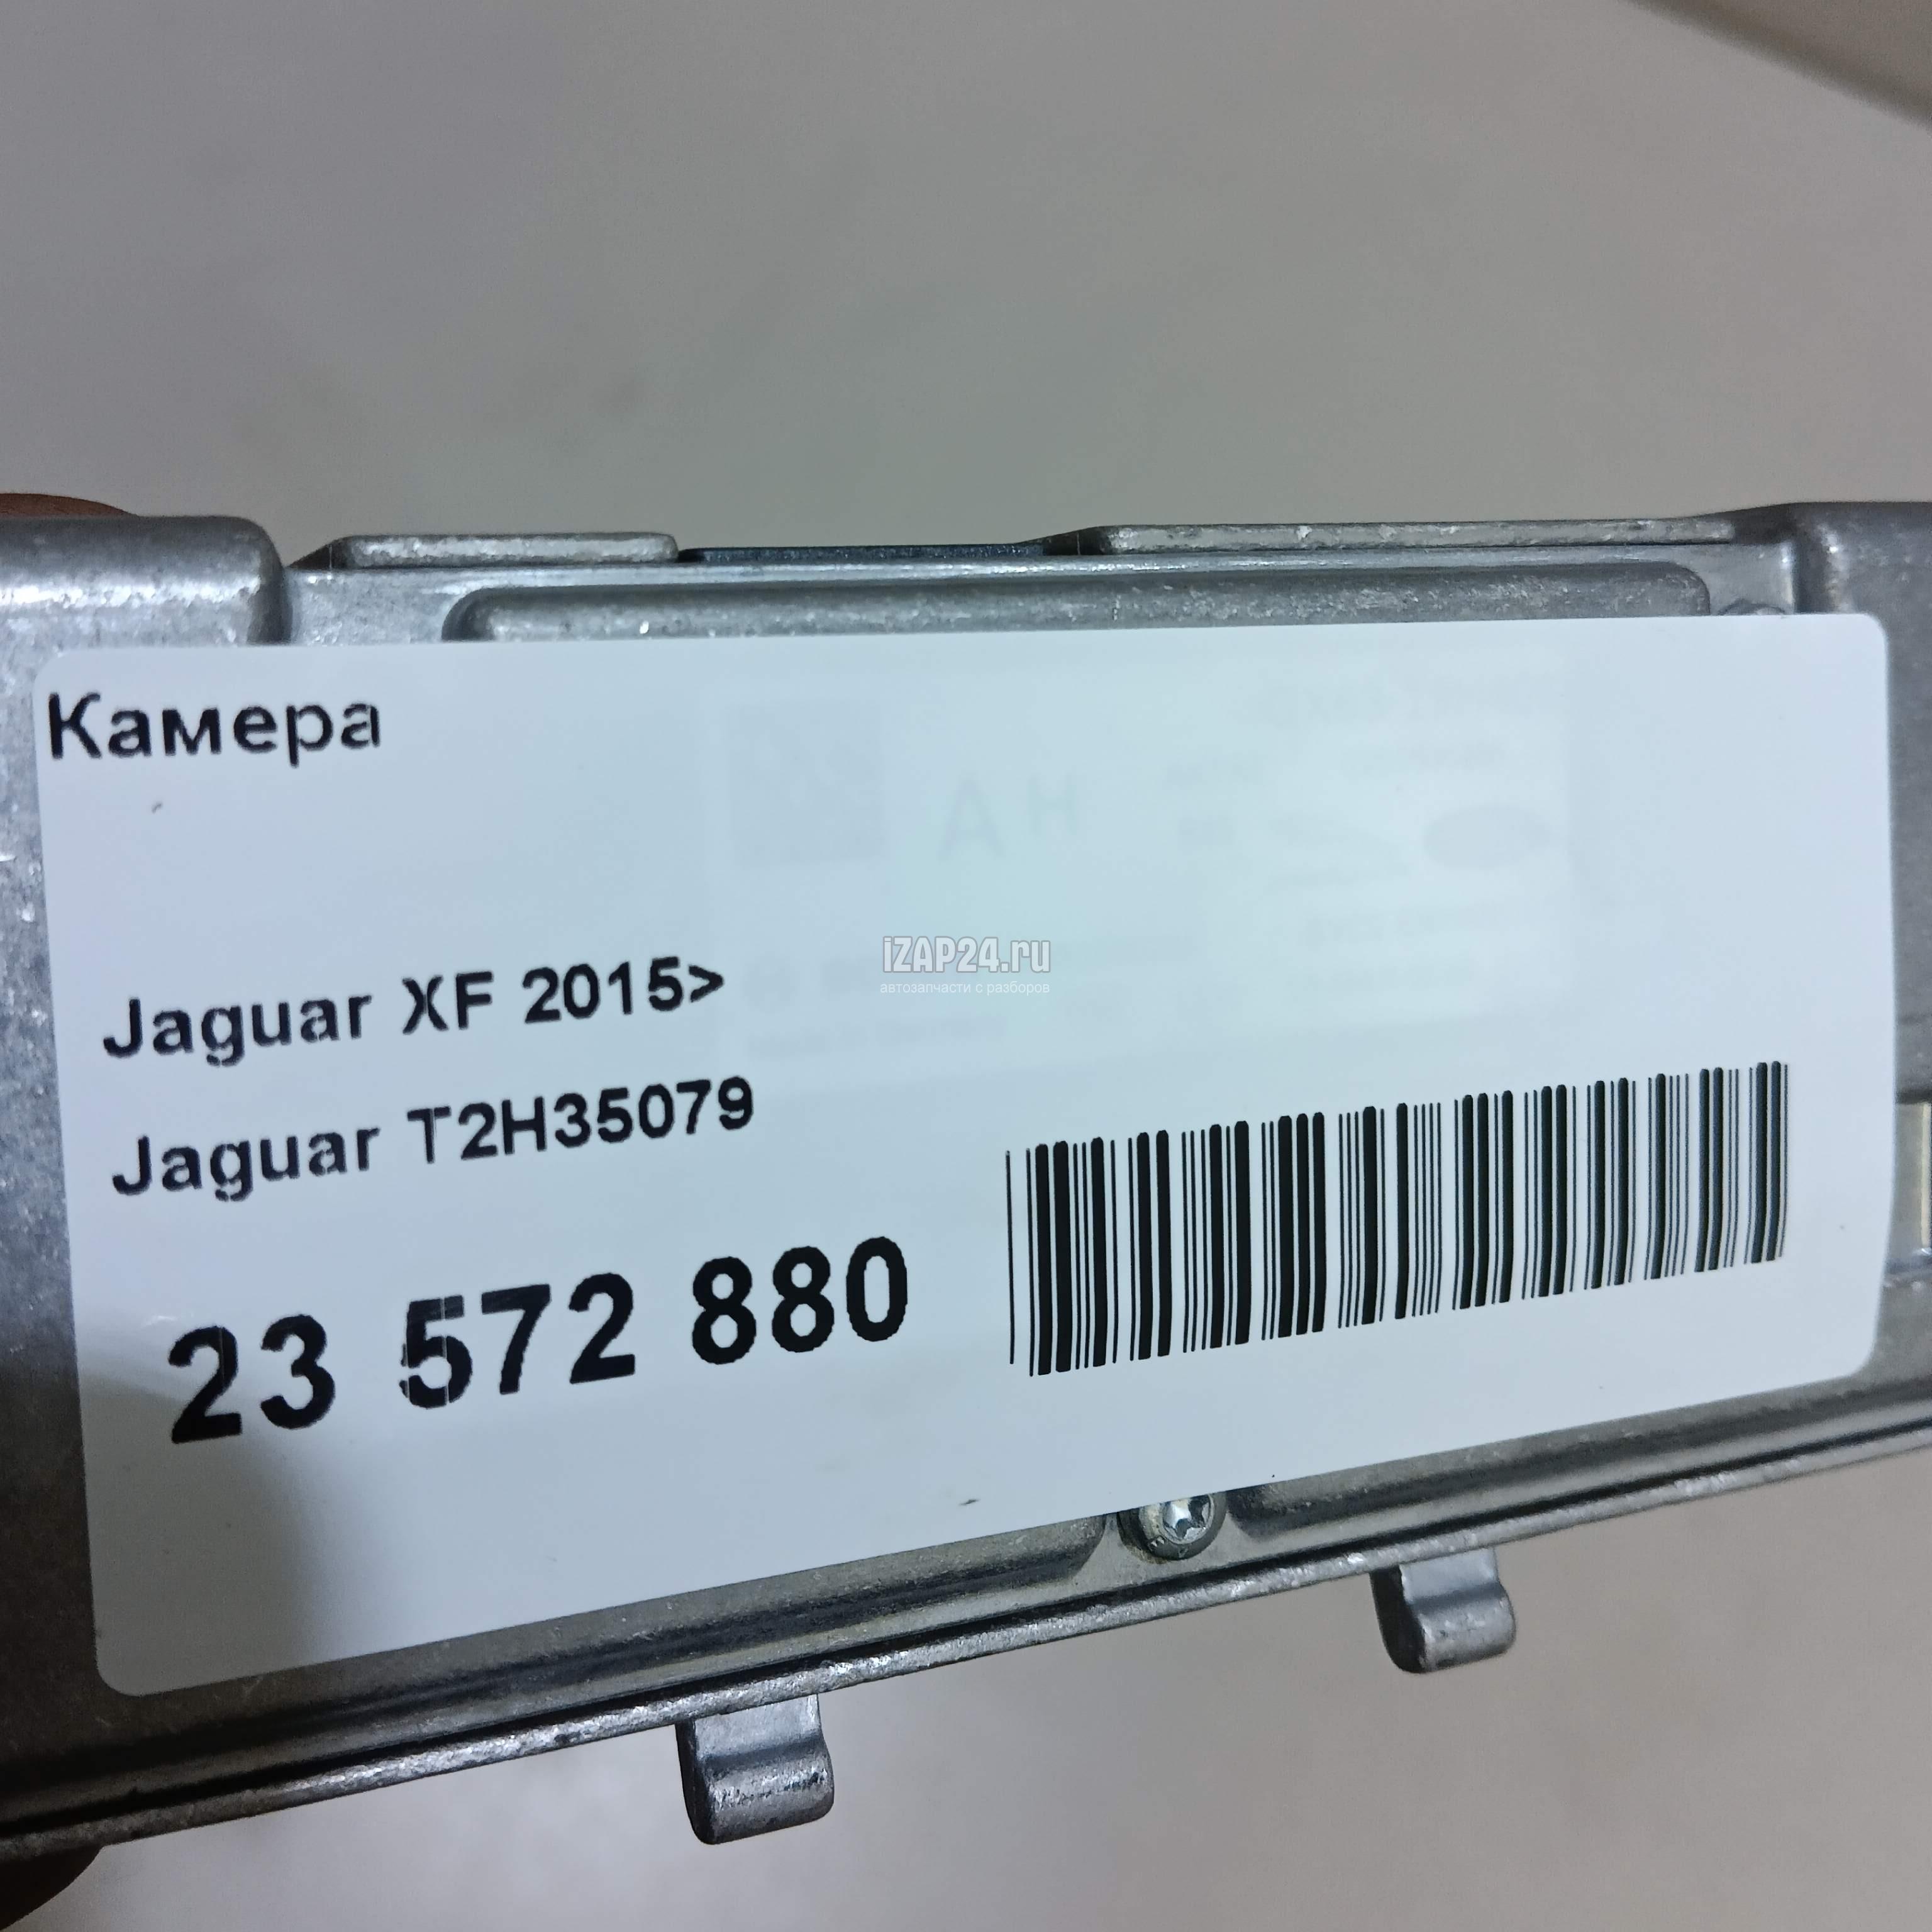 Камера
iZAP24.ru
автозапчасти с разборов
Jaguar XF 2015>
Jaguar T2H35079
23 572 880